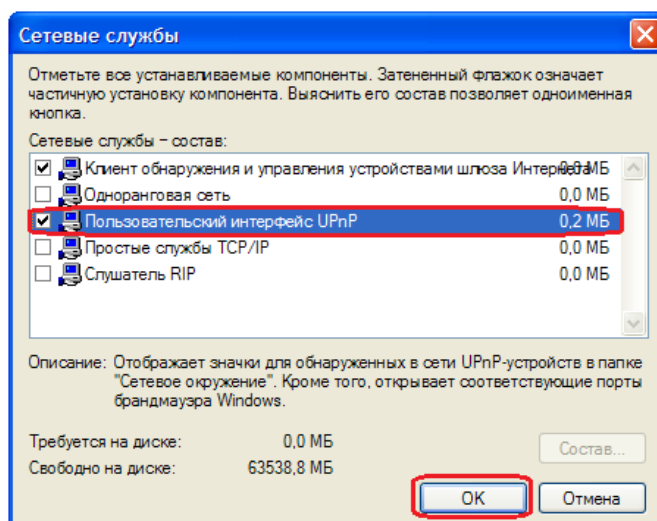 Сетевые службы
Отметьте все устанавливаемые компоненты. Затененный флажок означает
частичную установку компонента. Выяснить его состав позволяет одноименная
кнопка.
Сетевые службы – состав:
Клиент обнаружения и управления устройствами шлюза Интернета 0,0 МБ
Одноранговая сеть 0,0 МБ
Пользовательский интерфейс UPnP 0,2 МБ
Простые службы TCP/IP 0,0 МБ
Слушатель RIP 0,0 МБ
Описание: Отображает значки для обнаруженных в сети UPnP-устройств в папке
"Сетевое окружение". Кроме того, открывает соответствующие порты
брандмауэра Windows.
Требуется на диске: 0,0 МБ
Состав...
Свободно на диске: 63538,8 МБ
OK Отмена